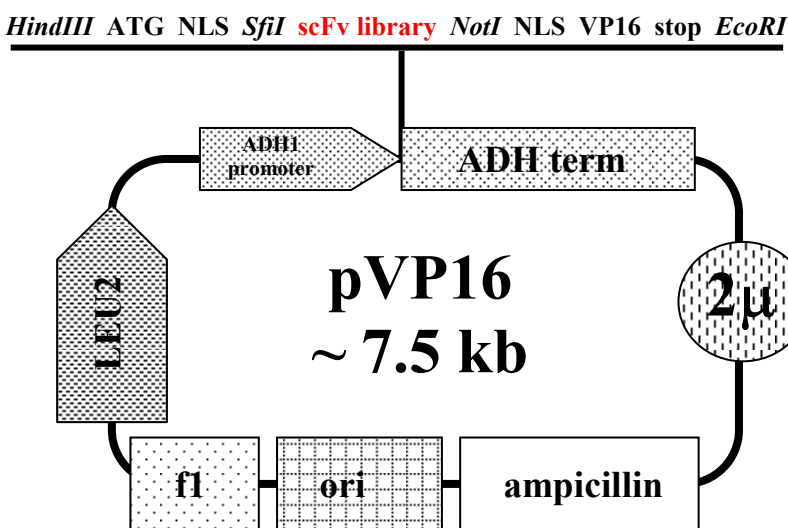 HindIII ATG NLS SfiI scFv library NotI NLS VP16 stop EcoRI
ADH1
promoter
ADH term
LEU2
pVP16
~ 7.5 kb
2μ
f1
ori
ampicillin